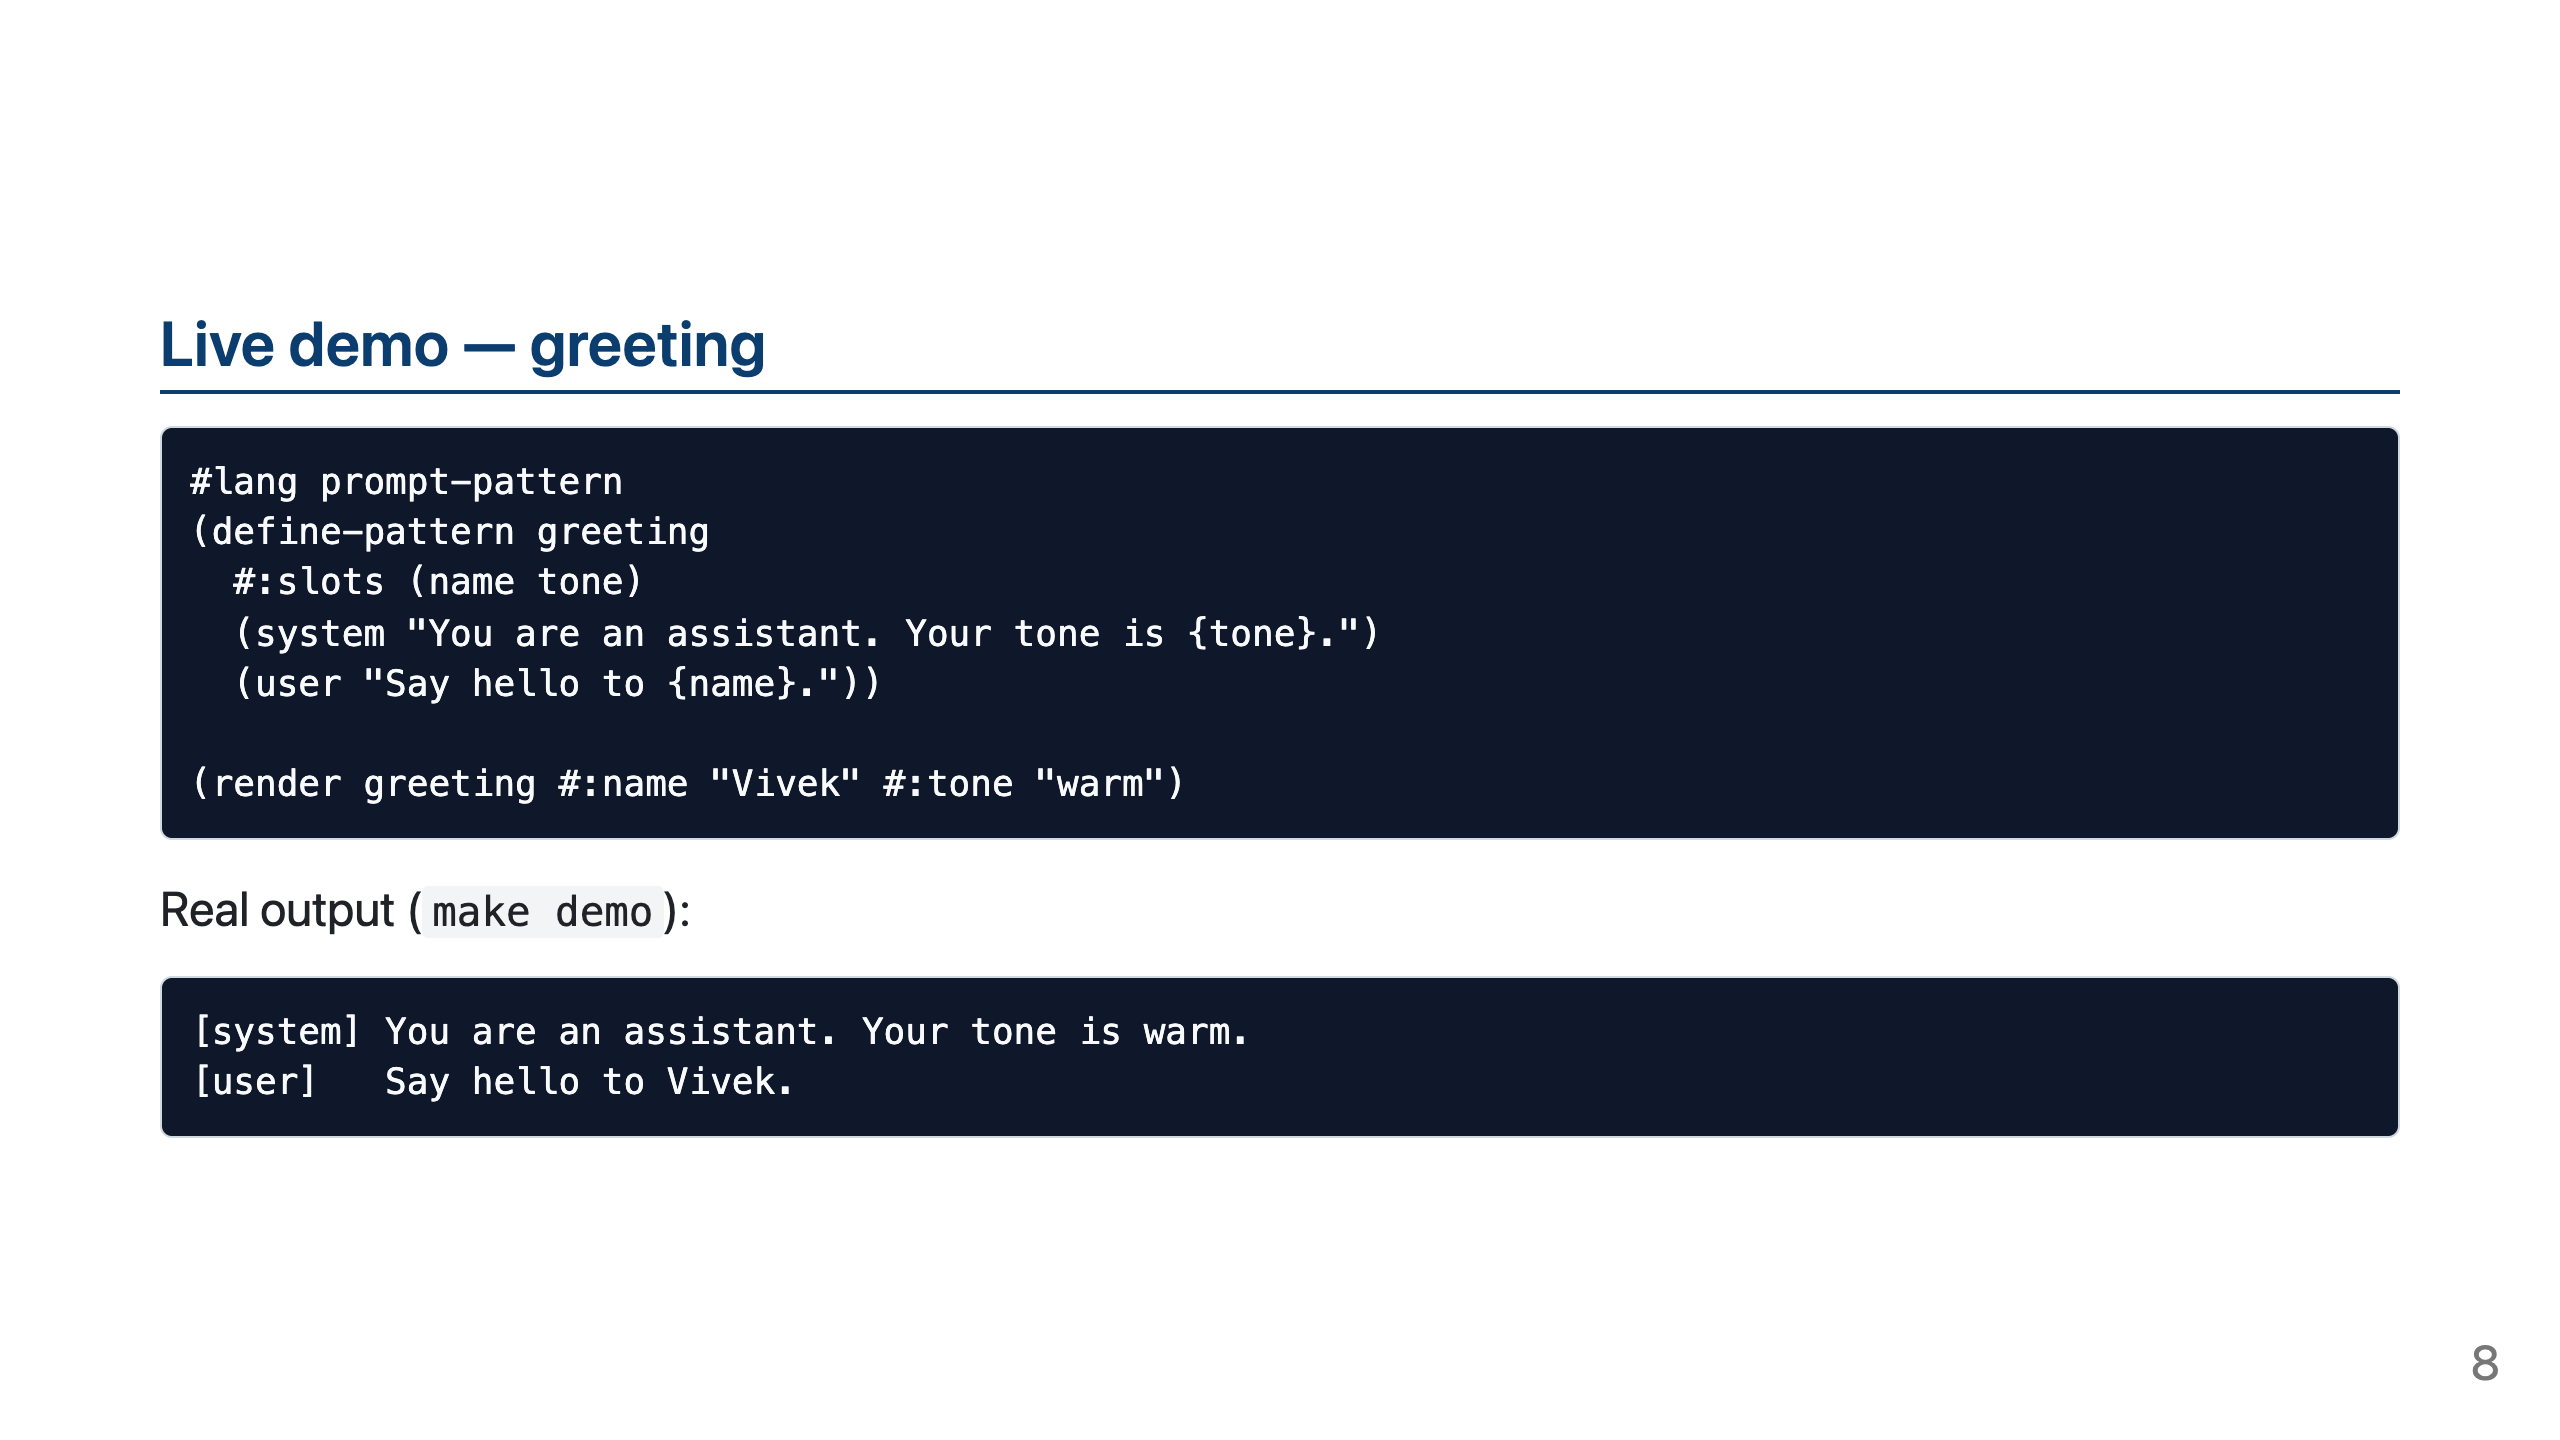 Live demo — greeting
#lang prompt-pattern
(define-pattern greeting
  #:slots (name tone)
  (system "You are an assistant. Your tone is {tone}.")
  (user "Say hello to {name}."))

(render greeting #:name "Vivek" #:tone "warm")
Real output (make demo):
[system] You are an assistant. Your tone is warm.
[user]   Say hello to Vivek.
8